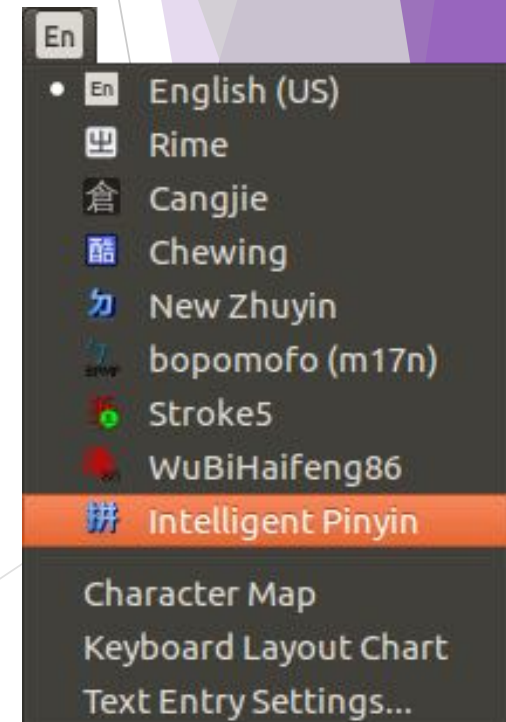 En
En English (US)
㞢 Rime
倉 Cangjie
酷 Chewing
ㄉ New Zhuyin
bopomofo (m17n)
Stroke5
WuBiHaifeng86
拼 Intelligent Pinyin
Character Map
Keyboard Layout Chart
Text Entry Settings...